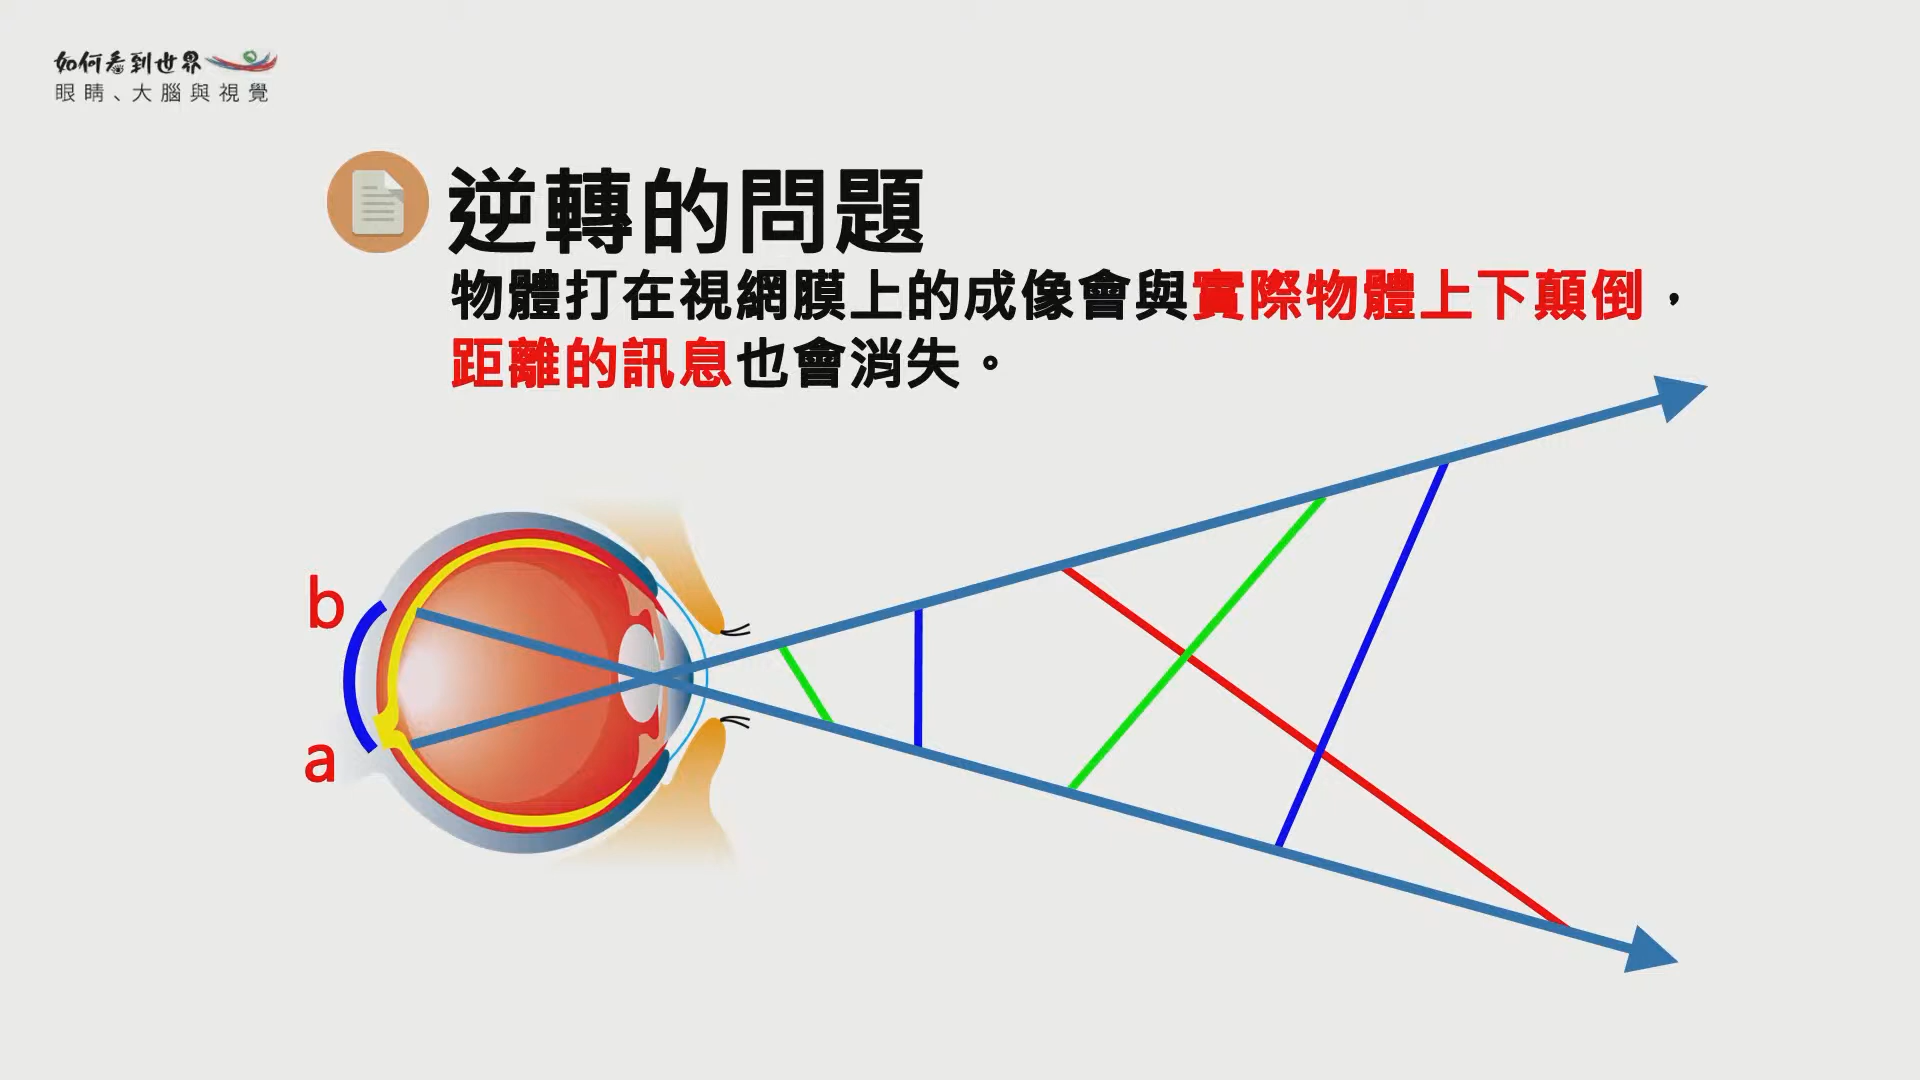 如何看到世界
眼睛、大腦與視覺
逆轉的問題
物體打在視網膜上的成像會與實際物體上下顛倒，
距離的訊息也會消失。
b
a